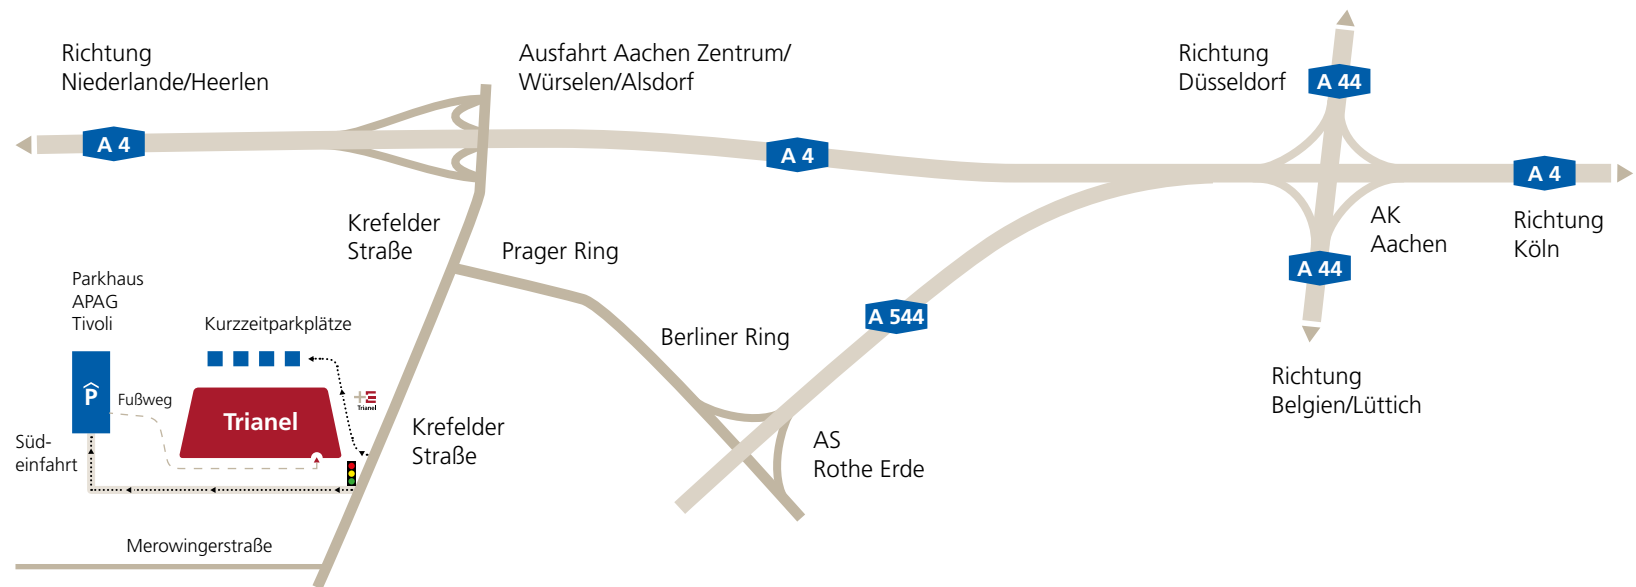 Richtung
Niederlande/Heerlen
Ausfahrt Aachen Zentrum/
Würselen/Alsdorf
Richtung
Düsseldorf
A 44
A 4
A 4
A 4
Krefelder
Straße
Prager Ring
AK
Aachen
Richtung
Köln
A 44
Parkhaus
APAG
Tivoli
Kurzzeitparkplätze
A 544
Berliner Ring
Richtung
Belgien/Lüttich
P
Fußweg
Trianel
Trianel
Krefelder
Straße
Süd-
einfahrt
AS
Rothe Erde
Merowingerstraße